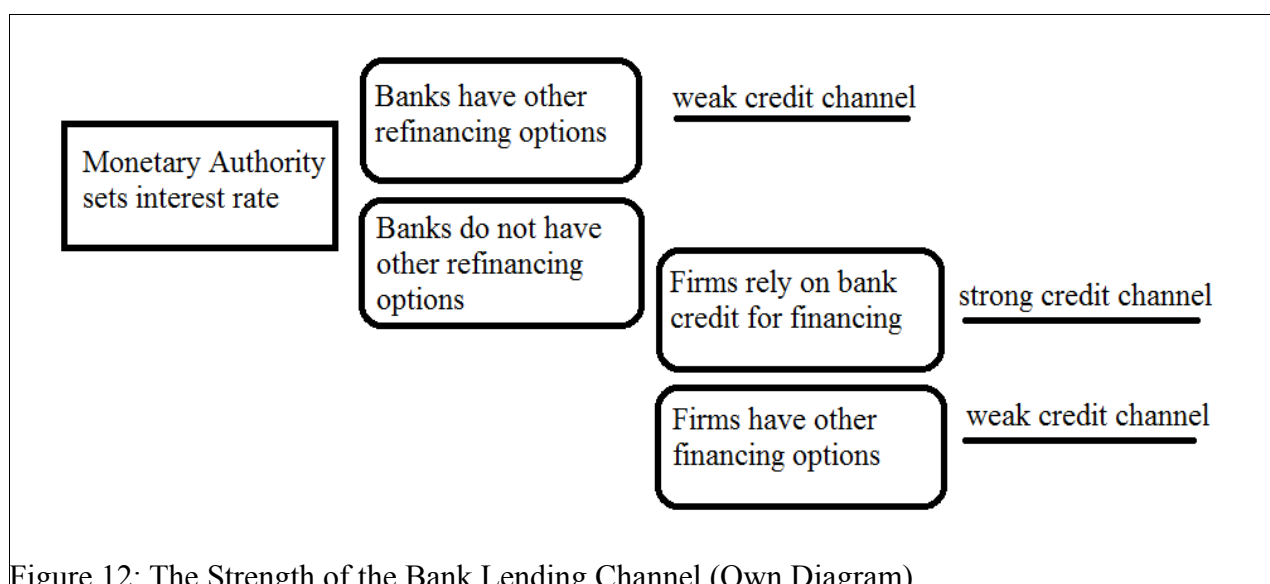 Banks have other
refinancing options
weak credit channel
Monetary Authority
sets interest rate
Banks do not have
other refinancing
options
Firms rely on bank
credit for financing
strong credit channel
Firms have other
financing options
weak credit channel
Figure 12: The Strength of the Bank Lending Channel (Own Diagram)